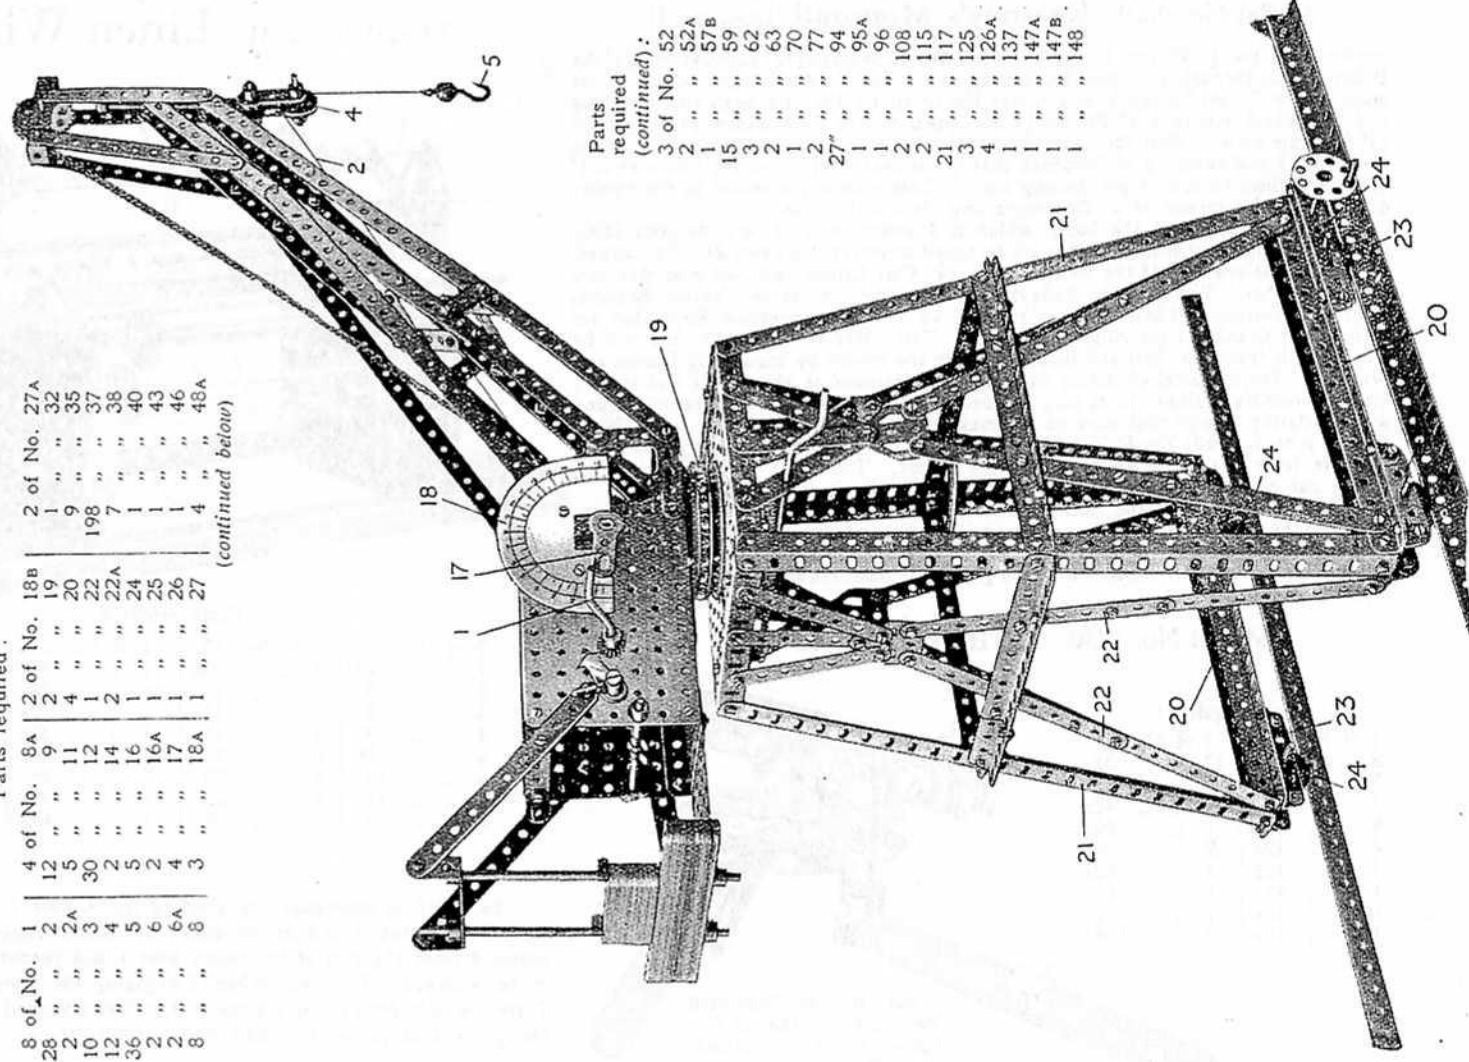 Parts required:
8 of No. 1 4 of No. 8A 2 of No. 18B 2 of No. 27A
28 " " 2 12 " " 9 2 " " 19 1 " " 32
2 " " 2A 5 " " 11 4 " " 20 9 " " 35
10 " " 3 30 " " 12 1 " " 22 198 " " 37
12 " " 4 2 " " 14 2 " " 22A 7 " " 38
36 " " 5 5 " " 16 1 " " 24 1 " " 40
2 " " 6 2 " " 16A 1 " " 25 1 " " 43
2 " " 6A 4 " " 17 1 " " 26 1 " " 46
8 " " 8 3 " " 18A 1 " " 27 4 " " 48A
(continued below)
Parts
required
(continued):
3 of No. 52
2 " " 52A
1 " " 57B
15 " " 59
3 " " 62
2 " " 63
1 " " 70
2 " " 77
27" " " 94
1 " " 95A
1 " " 96
2 " " 108
2 " " 115
21 " " 117
3 " " 125
4 " " 126A
1 " " 137
1 " " 147A
1 " " 147B
1 " " 148
5
4
2
18
17
1
19
21
24
23
20
24
22
22
20
23
24
21